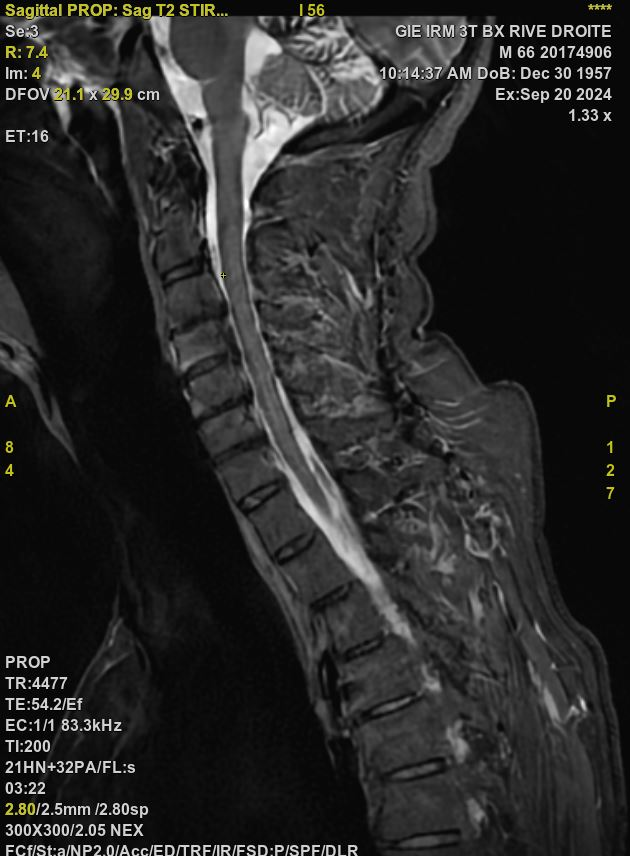 Sagittal PROP: Sag T2 STIR... I 56 ****
Se:3 GIE IRM 3T BX RIVE DROITE
R: 7.4 M 66 20174906
Im: 4 10:14:37 AM DoB: Dec 30 1957
DFOV 21.1 x 29.9 cm Ex:Sep 20 2024
1.33 x
ET:16
A P
8 1
4 2
7
PROP
TR:4477
TE:54.2/Ef
EC:1/1 83.3kHz
TI:200
21HN+32PA/FL:s
03:22
2.80/2.5mm /2.80sp
300X300/2.05 NEX
FCf/St:a/NP2.0/Acc/ED/TRF/IR/FSD:P/SPF/DLR